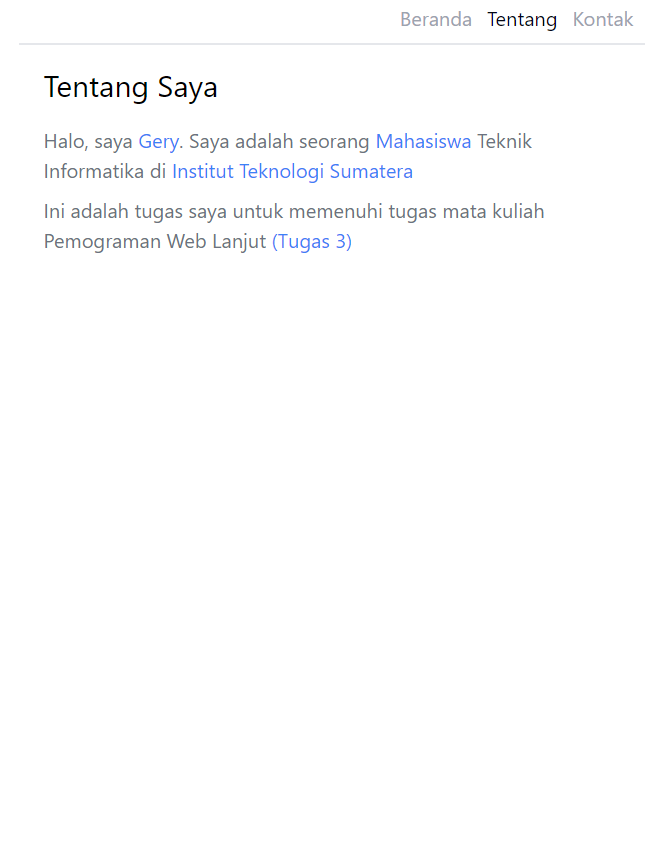 Beranda Tentang Kontak
Tentang Saya
Halo, saya Gery. Saya adalah seorang Mahasiswa Teknik
Informatika di Institut Teknologi Sumatera
Ini adalah tugas saya untuk memenuhi tugas mata kuliah
Pemograman Web Lanjut (Tugas 3)